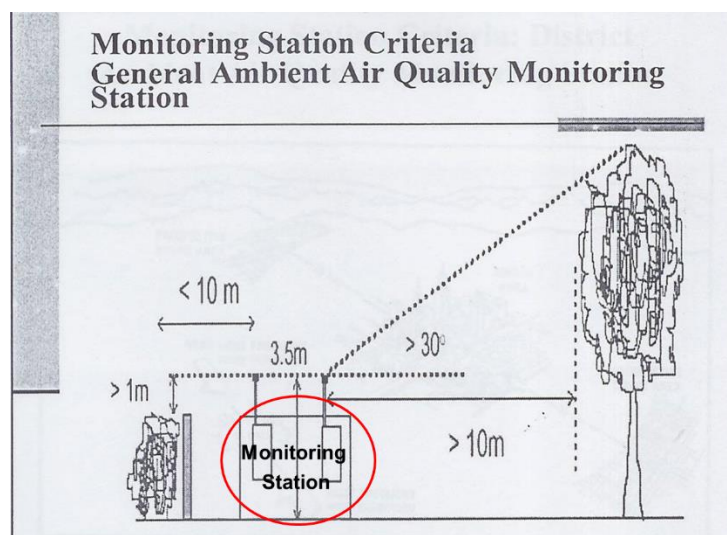 Monitoring Station Criteria
General Ambient Air Quality Monitoring
Station
< 10 m
3.5m
> 30°
> 1m
> 10m
Monitoring
Station